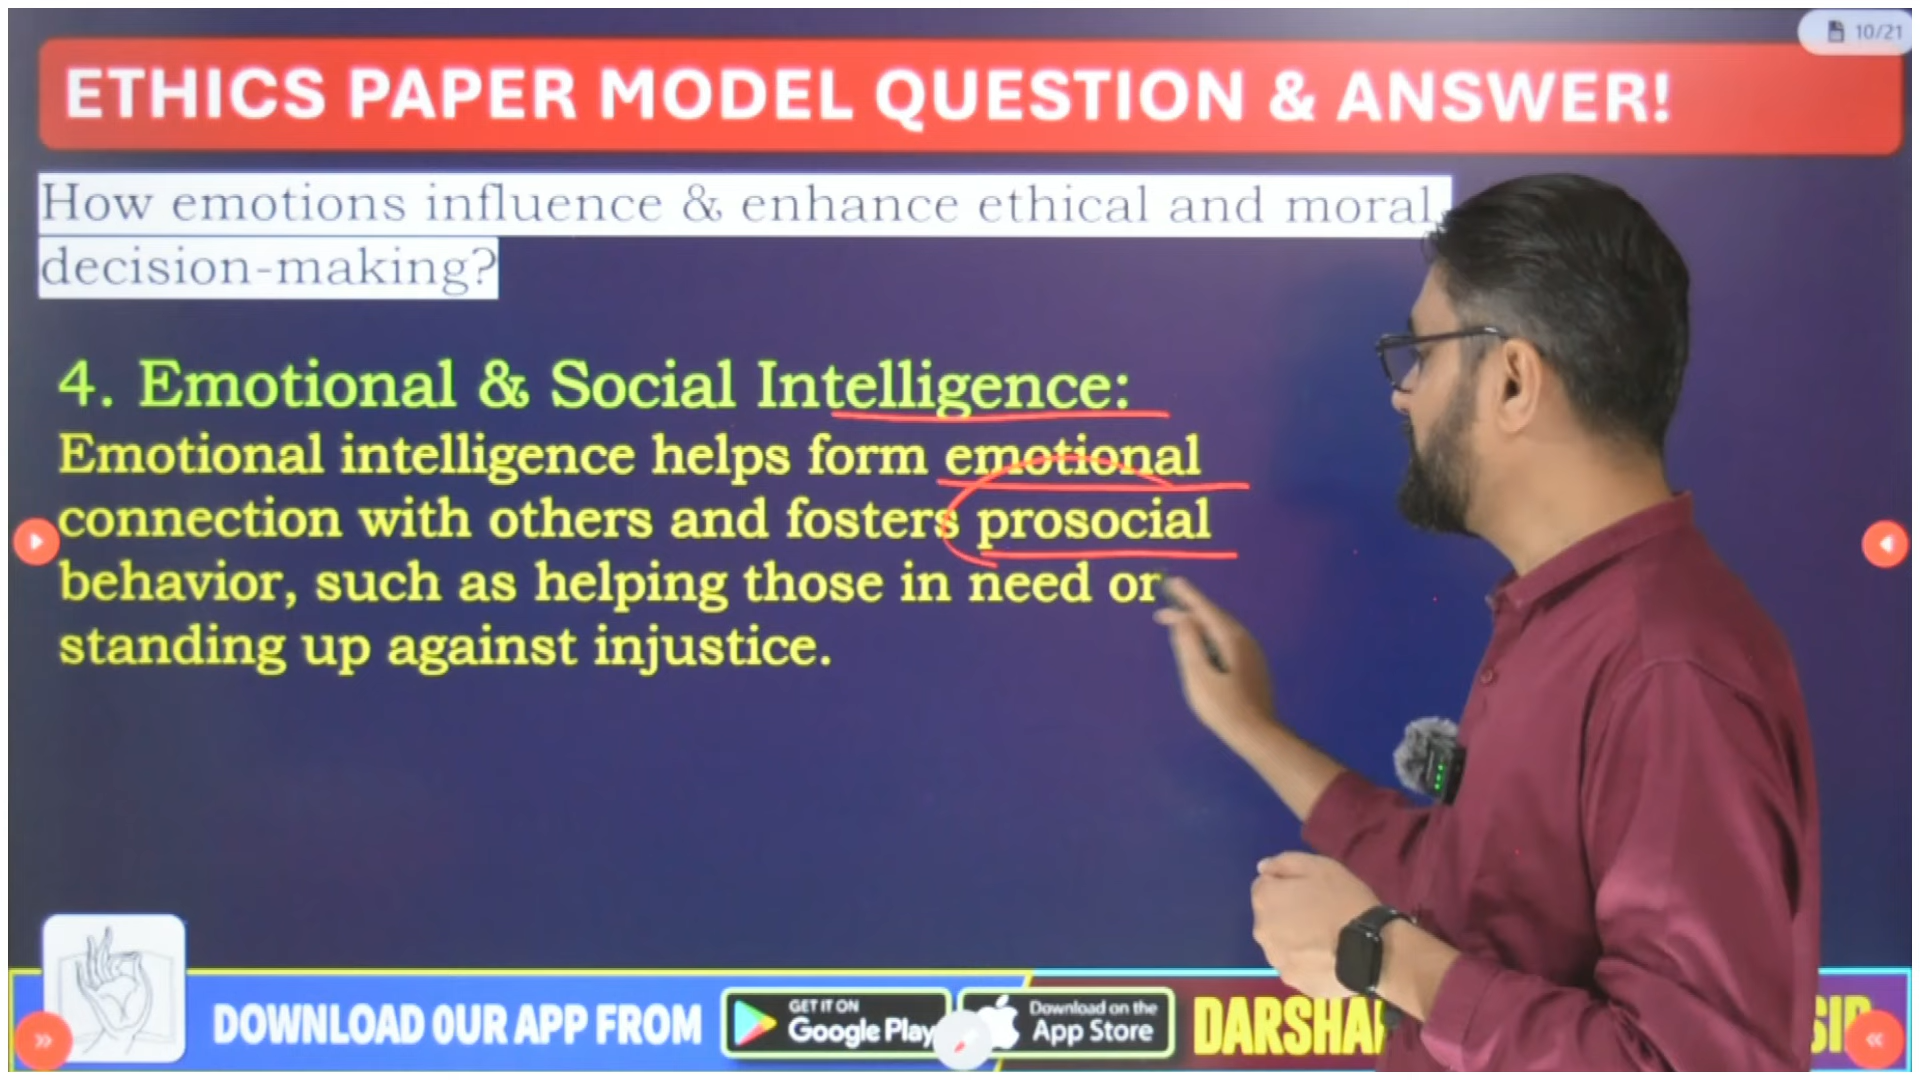 10/21
ETHICS PAPER MODEL QUESTION & ANSWER!
How emotions influence & enhance ethical and moral
decision-making?
4. Emotional & Social Intelligence:
Emotional intelligence helps form emotional
connection with others and fosters prosocial
behavior, such as helping those in need or
standing up against injustice.
DOWNLOAD OUR APP FROM
GET IT ON
Google Play
Download on the
App Store